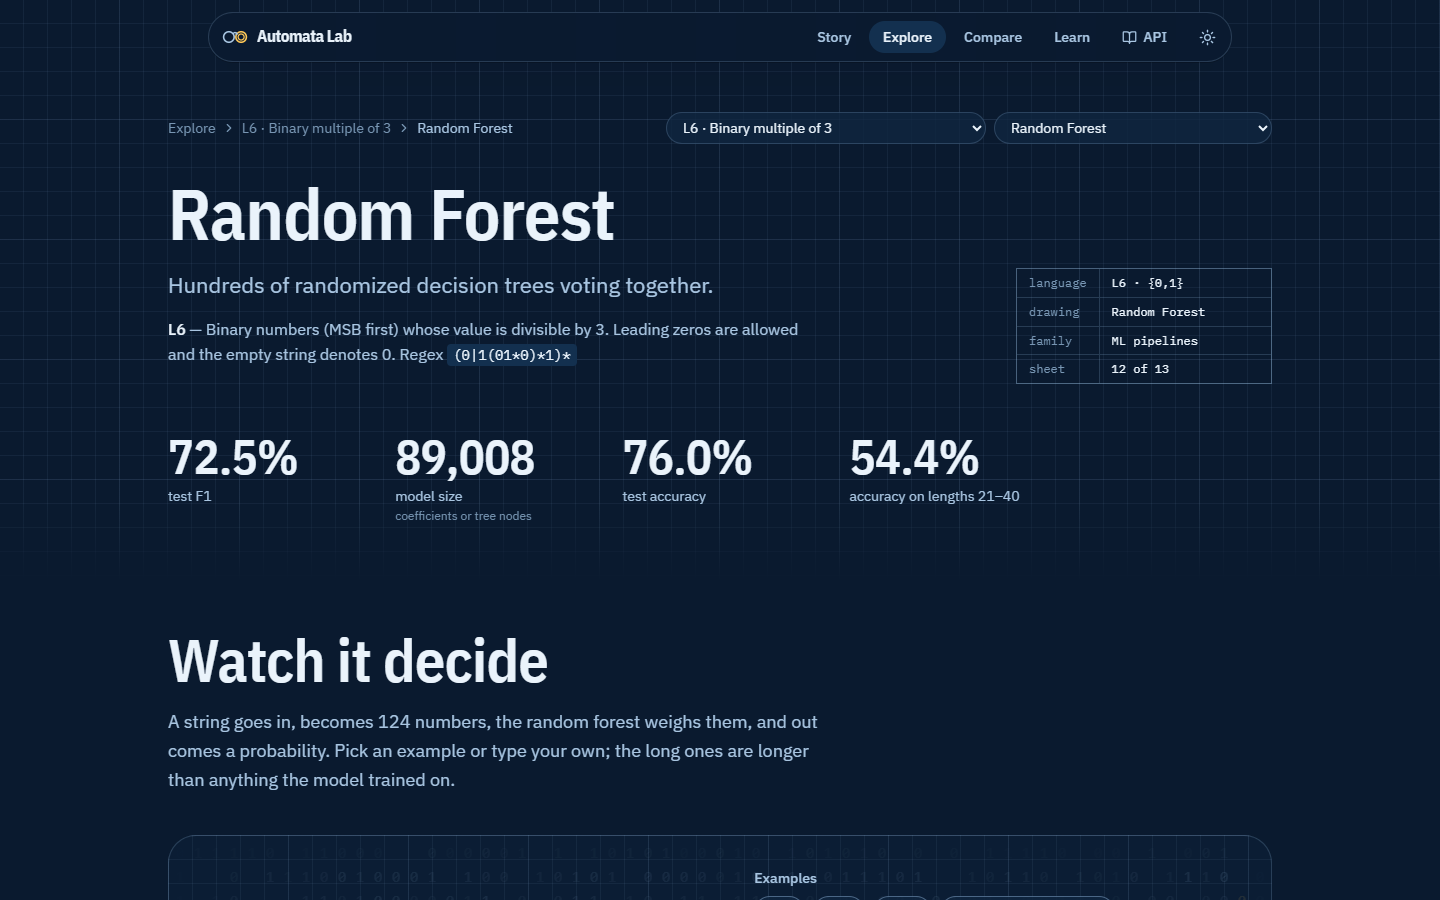 Automata Lab
Story Explore Compare Learn API
Explore > L6 · Binary multiple of 3 > Random Forest
L6 · Binary multiple of 3 Random Forest
Random Forest
Hundreds of randomized decision trees voting together.
L6 — Binary numbers (MSB first) whose value is divisible by 3. Leading zeros are allowed
and the empty string denotes 0. Regex (0|1(01*0)*1)*
language L6 · {0,1}
drawing Random Forest
family ML pipelines
sheet 12 of 13
72.5% 89,008 76.0% 54.4%
test F1 model size test accuracy accuracy on lengths 21–40
coefficients or tree nodes
Watch it decide
A string goes in, becomes 124 numbers, the random forest weighs them, and out
comes a probability. Pick an example or type your own; the long ones are longer
than anything the model trained on.
Examples